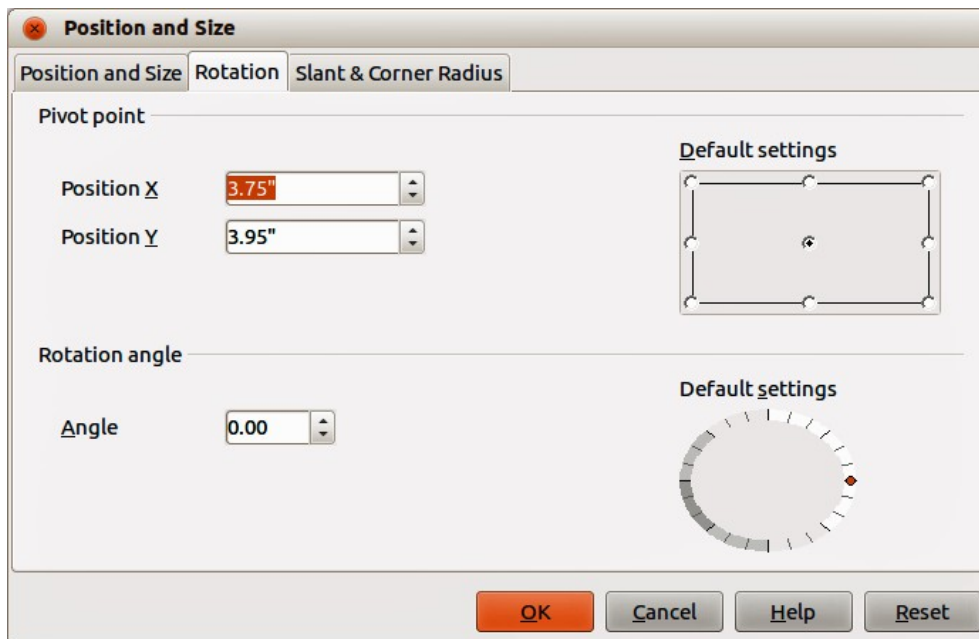 Position and Size
Position and Size Rotation Slant & Corner Radius
Pivot point
Default settings
Position X 3.75"
Position Y 3.95"
Rotation angle
Default settings
Angle 0.00
OK Cancel Help Reset